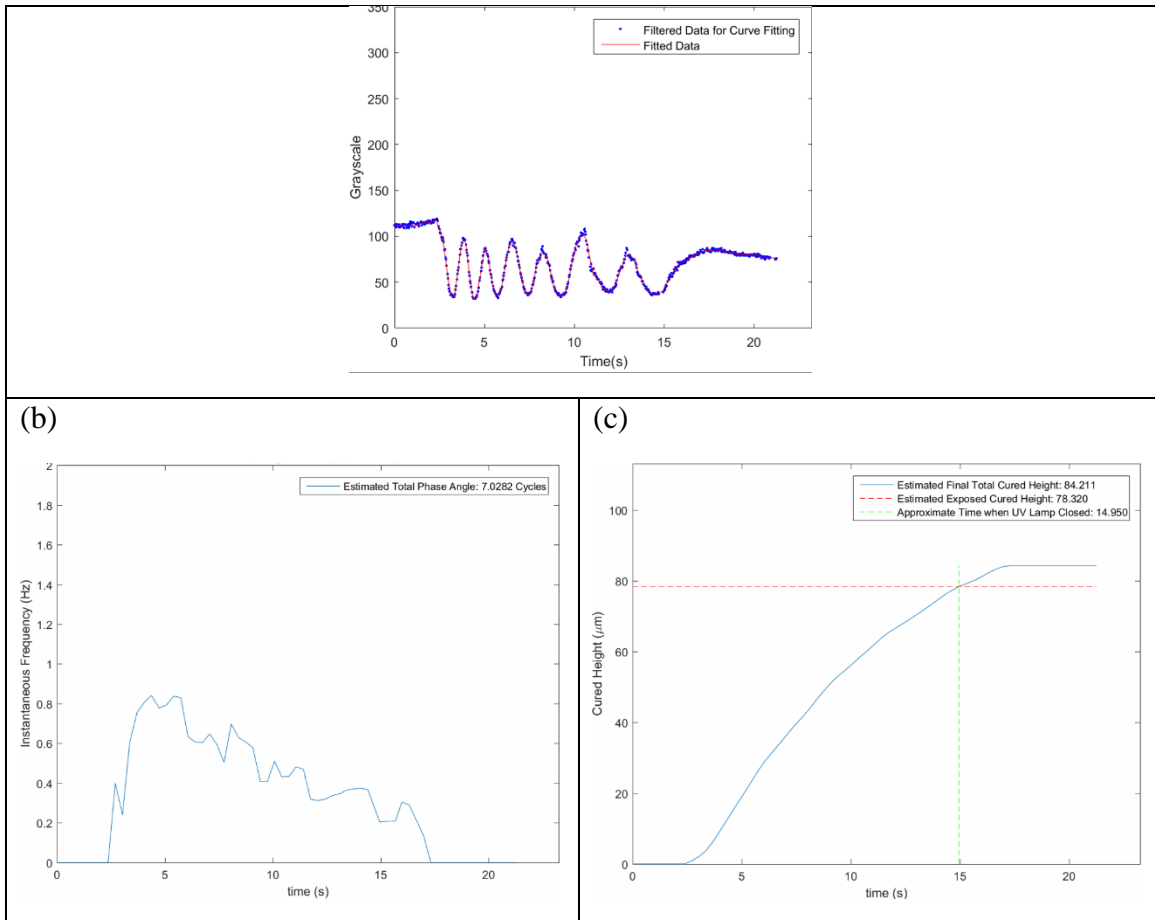 350
300
250
200
150
100
50
0
Grayscale
Filtered Data for Curve Fitting
Fitted Data
0 5 10 15 20
Time(s)
(b)
2
1.8
1.6
1.4
1.2
1
0.8
0.6
0.4
0.2
0
Instantaneous Frequency (Hz)
Estimated Total Phase Angle: 7.0282 Cycles
0 5 10 15 20
time (s)
(c)
100
80
60
40
20
0
Cured Height (μm)
Estimated Final Total Cured Height: 84.211
Estimated Exposed Cured Height: 78.320
Approximate Time when UV Lamp Closed: 14.950
0 5 10 15 20
time (s)